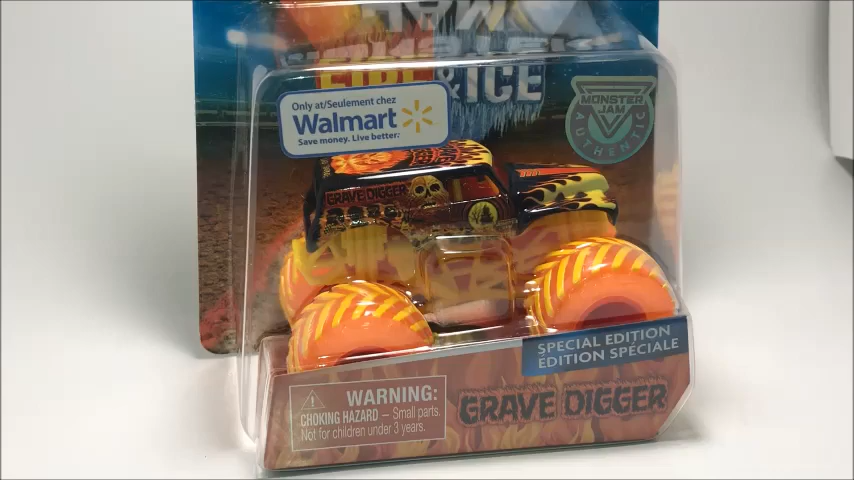 FIRE & ICE
Only at/Seulement chez
Walmart
Save money. Live better.
MONSTER
JAM
AUTHENTIC
GRAVE DIGGER
SPECIAL EDITION
ÉDITION SPÉCIALE
WARNING:
CHOKING HAZARD – Small parts.
Not for children under 3 years.
GRAVE DIGGER